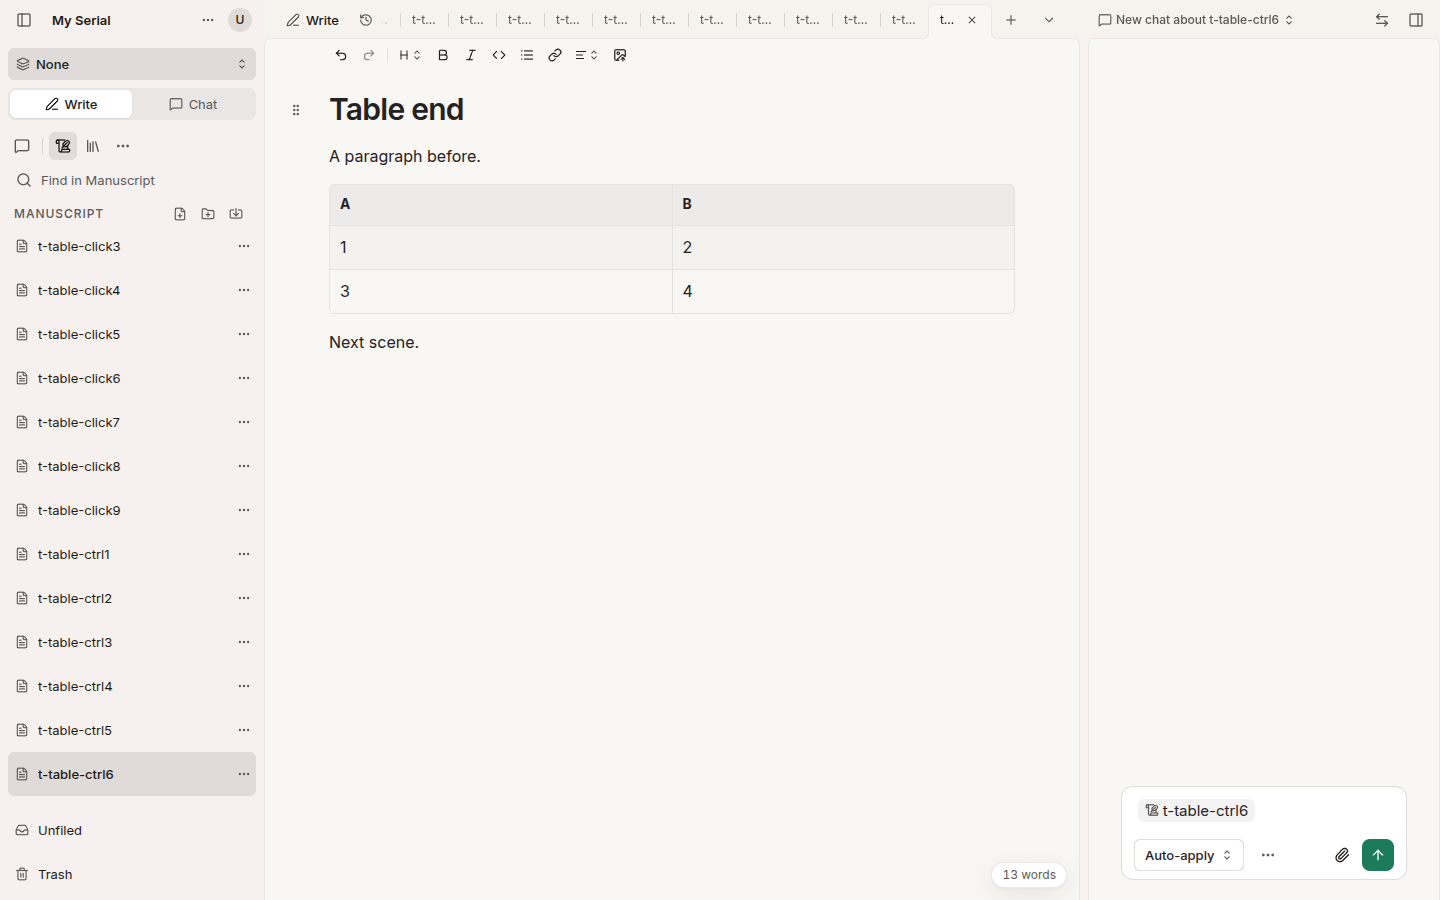 My Serial
U
None
Write
Chat
Find in Manuscript
MANUSCRIPT
t-table-click3
t-table-click4
t-table-click5
t-table-click6
t-table-click7
t-table-click8
t-table-click9
t-table-ctrl1
t-table-ctrl2
t-table-ctrl3
t-table-ctrl4
t-table-ctrl5
t-table-ctrl6
Unfiled
Trash
Write
t-t... t-t... t-t... t-t... t-t... t-t... t-t... t-t... t-t... t-t... t-t... t...
H B I
Table end
A paragraph before.
A B
1 2
3 4
Next scene.
13 words
New chat about t-table-ctrl6
t-table-ctrl6
Auto-apply